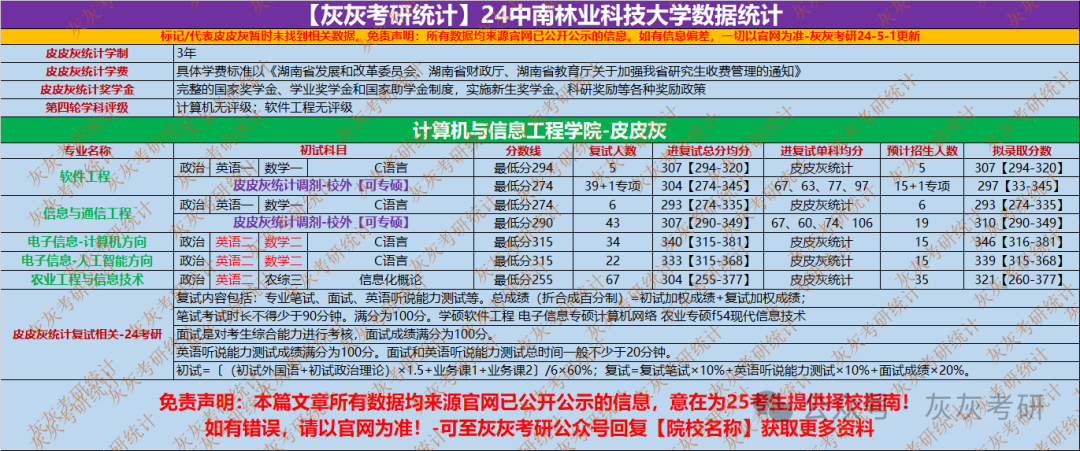 【灰灰考研统计】24中南林业科技大学数据统计
标记/代表皮皮灰暂时未找到相关数据。免责声明：所有数据均来源官网已公开公示的信息。如有信息偏差，一切以官网为准-灰灰考研24-5-1更新
皮皮灰统计学制 3年
皮皮灰统计学费 具体学费标准以《湖南省发展和改革委员会、湖南省财政厅、湖南省教育厅关于加强我省研究生收费管理的通知》
皮皮灰统计奖学金 完整的国家奖学金、学业奖学金和国家助学金制度，实施新生奖学金、科研奖励等各种奖励政策
第四轮学科评级 计算机无评级；软件工程无评级
计算机与信息工程学院-皮皮灰
专业名称 初试科目 分数线 复试人数 进复试总分均分 进复试单科均分 预计招生人数 拟录取分数
软件工程 政治 英语一 数学一 C语言 最低分294 5 307【294-320】 皮皮灰统计 5 307【294-320】
皮皮灰统计调剂-校外【可专硕】 最低分274 39+1专项 304【274-345】 67、63、77、97 15+1专项 297【33-345】
信息与通信工程 政治 英语一 数学一 C语言 最低分274 6 293【274-335】 皮皮灰统计 6 293【274-335】
皮皮灰统计调剂-校外【可专硕】 最低分290 43 307【290-349】 67、60、74、106 19 310【290-349】
电子信息-计算机方向 政治 英语二 数学二 C语言 最低分315 34 340【315-381】 皮皮灰统计 15 346【316-381】
电子信息-人工智能方向 政治 英语二 数学二 C语言 最低分315 22 333【315-368】 皮皮灰统计 15 339【315-368】
农业工程与信息技术 政治 英语二 农综三 信息化概论 最低分255 67 304【255-377】 皮皮灰统计 35 321【260-377】
皮皮灰统计复试相关-24考研
复试内容包括：专业笔试、面试、英语听说能力测试等。总成绩（折合成百分制）=初试加权成绩+复试加权成绩；
笔试考试时长不得少于90分钟。满分为100分。学硕软件工程 电子信息专硕计算机网络 农业专硕f54现代信息技术
面试是对考生综合能力进行考核，面试成绩满分为100分。
英语听说能力测试成绩满分为100分。面试和英语听说能力测试总时间一般不少于20分钟。
初试=〔（初试外国语+初试政治理论）×1.5+业务课1+业务课2〕/6×60%；复试=复试笔试×10%+英语听说能力测试×10%+面试成绩×20%。
免责声明：本篇文章所有数据均来源官网已公开公示的信息，意在为25考生提供择校指南！
如有错误，请以官网为准！-可至灰灰考研公众号回复【院校名称】获取更多资料
公众号 灰灰考研